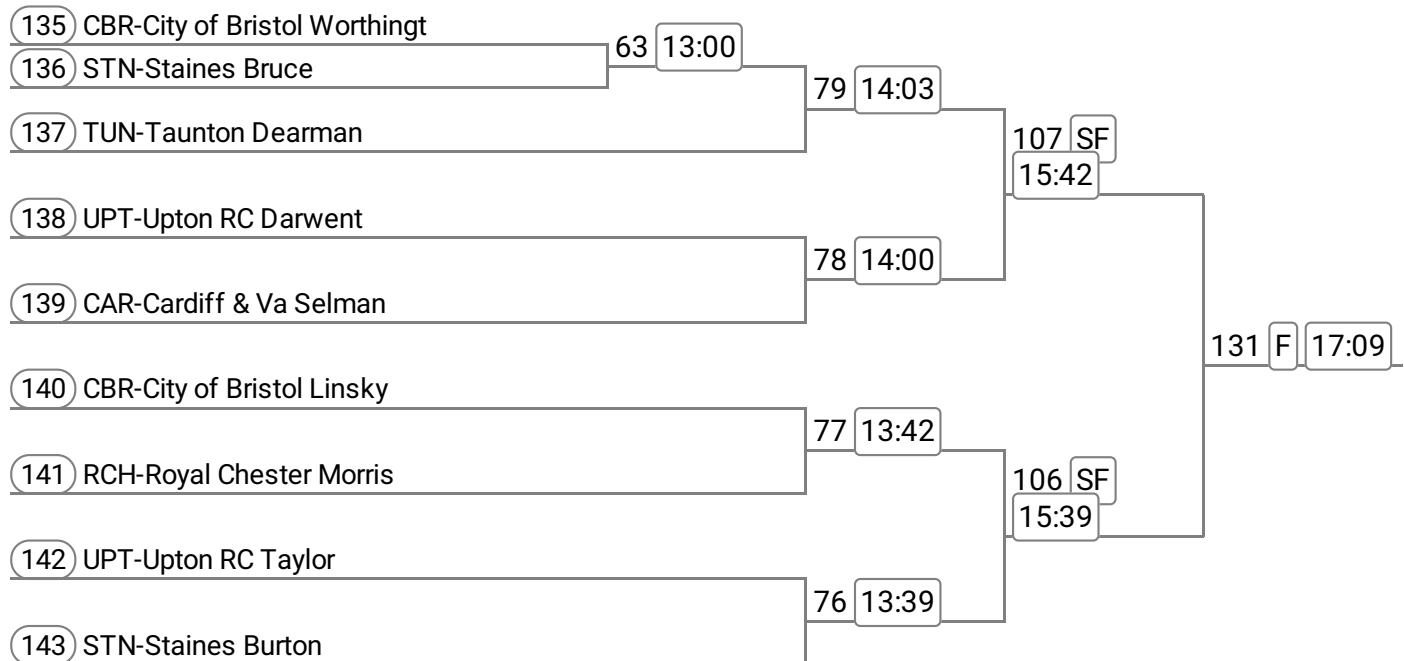 135 CBR-City of Bristol Worthingt
63 13:00
136 STN-Staines Bruce
79 14:03
137 TUN-Taunton Dearman
107 SF
15:42
138 UPT-Upton RC Darwent
78 14:00
139 CAR-Cardiff & Va Selman
131 F 17:09
140 CBR-City of Bristol Linsky
77 13:42
141 RCH-Royal Chester Morris
106 SF
15:39
142 UPT-Upton RC Taylor
76 13:39
143 STN-Staines Burton